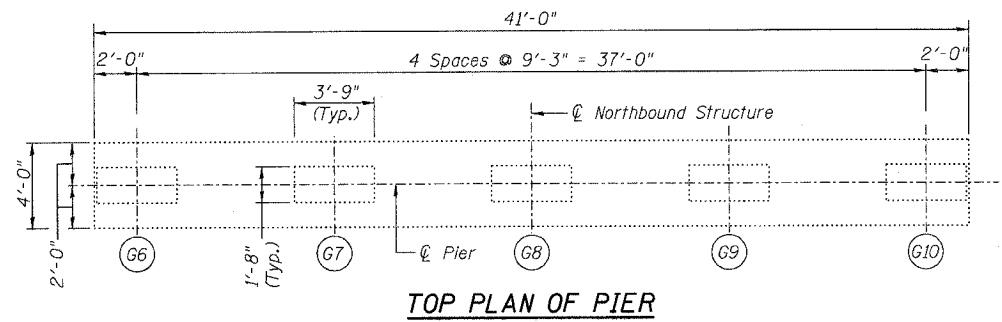 41'-0"
2'-0"
4 Spaces @ 9'-3" = 37'-0"
2'-0"
3'-9"
(Typ.)
℄ Northbound Structure
4'-0"
2'-0"
1'-8"
(Typ.)
℄ Pier
G6
G7
G8
G9
G10
TOP PLAN OF PIER